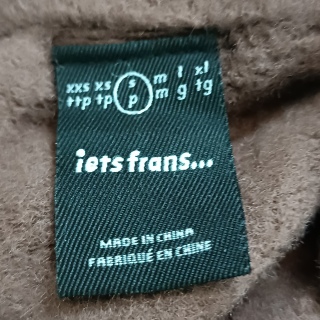 xxs xs s m l xl
ttp tp p m g tg
iets frans...
MADE IN CHINA
FABRIQUÉ EN CHINE